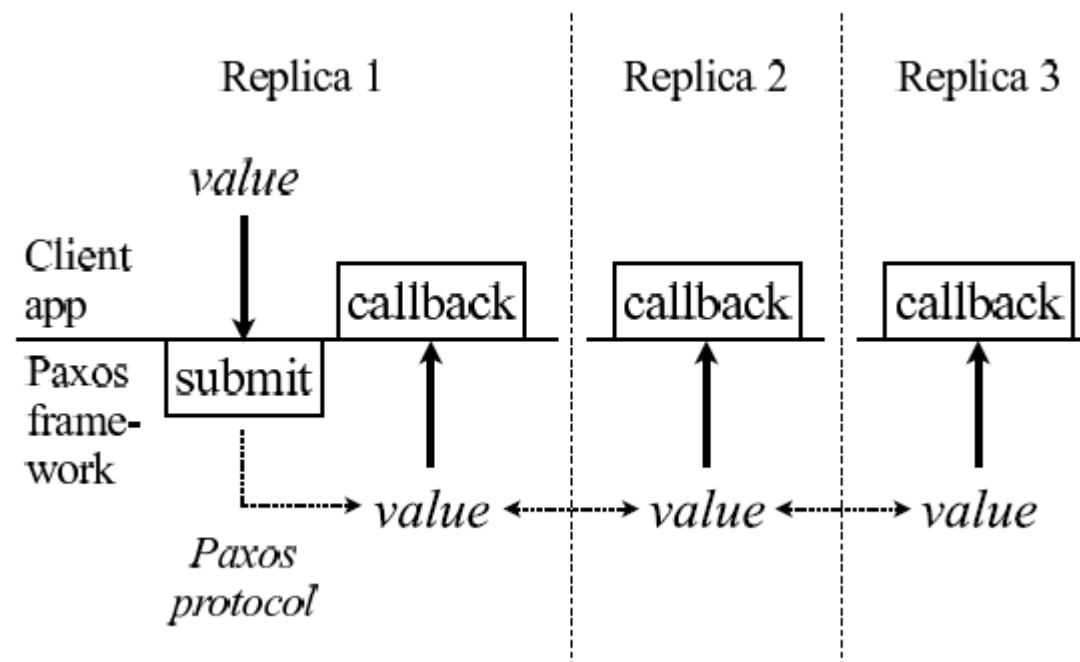 Replica 1
Replica 2
Replica 3
value
Client
app
callback
callback
callback
submit
Paxos
frame-
work
value
value
value
Paxos
protocol